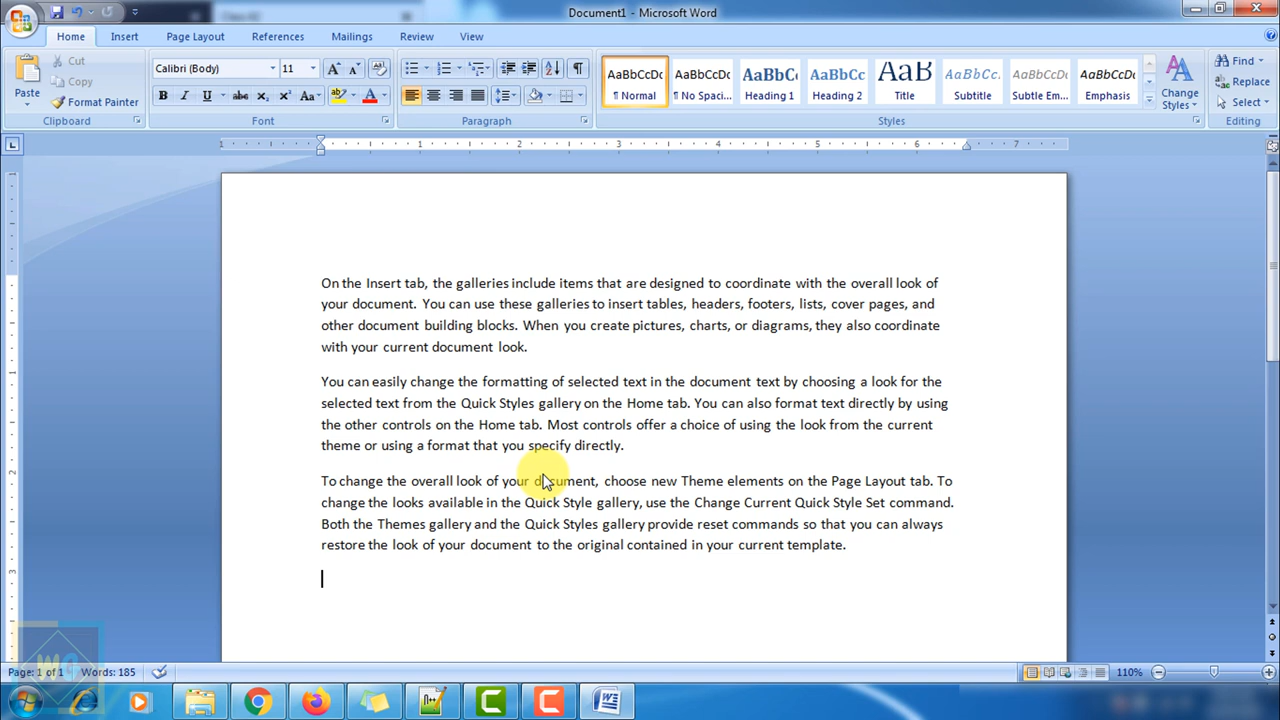 Document1 - Microsoft Word
Home Insert Page Layout References Mailings Review View
Paste
Cut
Copy
Format Painter
Clipboard
Calibri (Body) 11
Font
Paragraph
AaBbCcDc AaBbCcDc AaBbCc AaBbCc AaB AaBbCc. AaBbCcDc AaBbCcDc
¶ Normal ¶ No Spaci... Heading 1 Heading 2 Title Subtitle Subtle Em... Emphasis
Change Styles
Styles
Find
Replace
Select
Editing
1 1 2 3 4 5 6 7
On the Insert tab, the galleries include items that are designed to coordinate with the overall look of
your document. You can use these galleries to insert tables, headers, footers, lists, cover pages, and
other document building blocks. When you create pictures, charts, or diagrams, they also coordinate
with your current document look.
You can easily change the formatting of selected text in the document text by choosing a look for the
selected text from the Quick Styles gallery on the Home tab. You can also format text directly by using
the other controls on the Home tab. Most controls offer a choice of using the look from the current
theme or using a format that you specify directly.
To change the overall look of your document, choose new Theme elements on the Page Layout tab. To
change the looks available in the Quick Style gallery, use the Change Current Quick Style Set command.
Both the Themes gallery and the Quick Styles gallery provide reset commands so that you can always
restore the look of your document to the original contained in your current template.
WG
Page: 1 of 1 Words: 185 110%